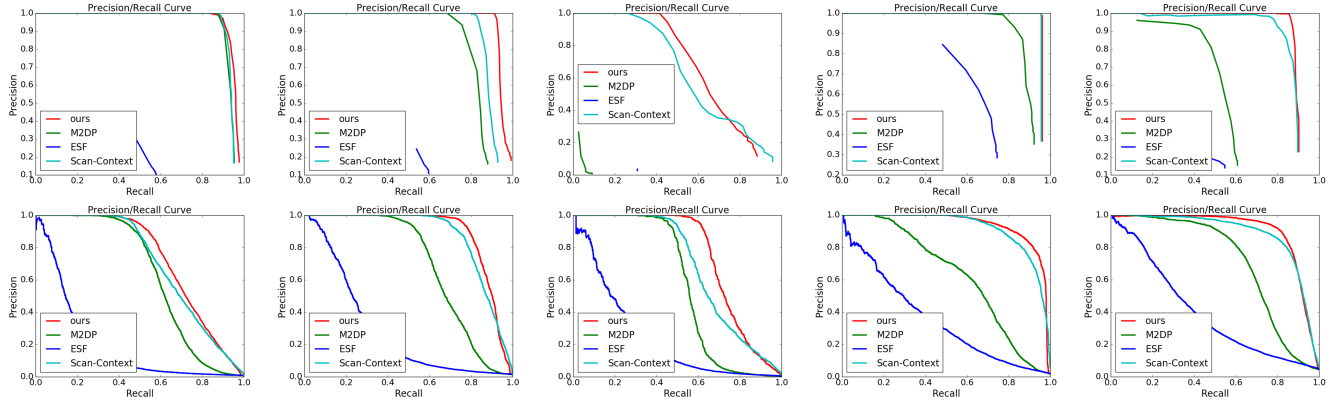 Precision/Recall Curve
Precision
1.0
0.9
0.8
0.7
0.6
0.5
0.4
0.3
0.2
0.1
ours
M2DP
ESF
Scan-Context
0.0 0.2 0.4 0.6 0.8 1.0
Recall
Precision/Recall Curve
Precision
1.0
0.9
0.8
0.7
0.6
0.5
0.4
0.3
0.2
0.1
ours
M2DP
ESF
Scan-Context
0.0 0.2 0.4 0.6 0.8 1.0
Recall
Precision/Recall Curve
Precision
1.0
0.8
0.6
0.4
0.2
0.0
ours
M2DP
ESF
Scan-Context
0.0 0.2 0.4 0.6 0.8 1.0
Recall
Precision/Recall Curve
Precision
1.0
0.9
0.8
0.7
0.6
0.5
0.4
0.3
0.2
ours
M2DP
ESF
Scan-Context
0.0 0.2 0.4 0.6 0.8 1.0
Recall
Precision/Recall Curve
Precision
1.0
0.9
0.8
0.7
0.6
0.5
0.4
0.3
0.2
0.1
ours
M2DP
ESF
Scan-Context
0.0 0.2 0.4 0.6 0.8 1.0
Recall
Precision/Recall Curve
Precision
1.0
0.8
0.6
0.4
0.2
0.0
ours
M2DP
ESF
Scan-Context
0.0 0.2 0.4 0.6 0.8 1.0
Recall
Precision/Recall Curve
Precision
1.0
0.8
0.6
0.4
0.2
0.0
ours
M2DP
ESF
Scan-Context
0.0 0.2 0.4 0.6 0.8 1.0
Recall
Precision/Recall Curve
Precision
1.0
0.8
0.6
0.4
0.2
0.0
ours
M2DP
ESF
Scan-Context
0.0 0.2 0.4 0.6 0.8 1.0
Recall
Precision/Recall Curve
Precision
1.0
0.8
0.6
0.4
0.2
0.0
ours
M2DP
ESF
Scan-Context
0.0 0.2 0.4 0.6 0.8 1.0
Recall
Precision/Recall Curve
Precision
1.0
0.8
0.6
0.4
0.2
0.0
ours
M2DP
ESF
Scan-Context
0.0 0.2 0.4 0.6 0.8 1.0
Recall